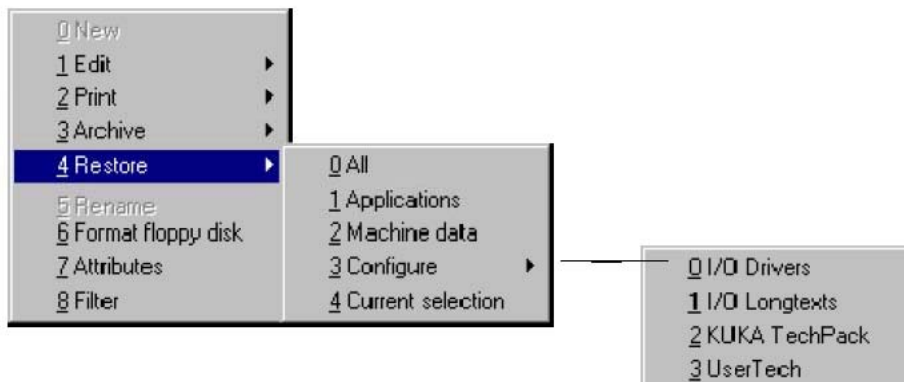 0 New
1 Edit
2 Print
3 Archive
4 Restore
5 Rename
6 Format floppy disk
7 Attributes
8 Filter
0 All
1 Applications
2 Machine data
3 Configure
4 Current selection
0 I/O Drivers
1 I/O Longtexts
2 KUKA TechPack
3 UserTech